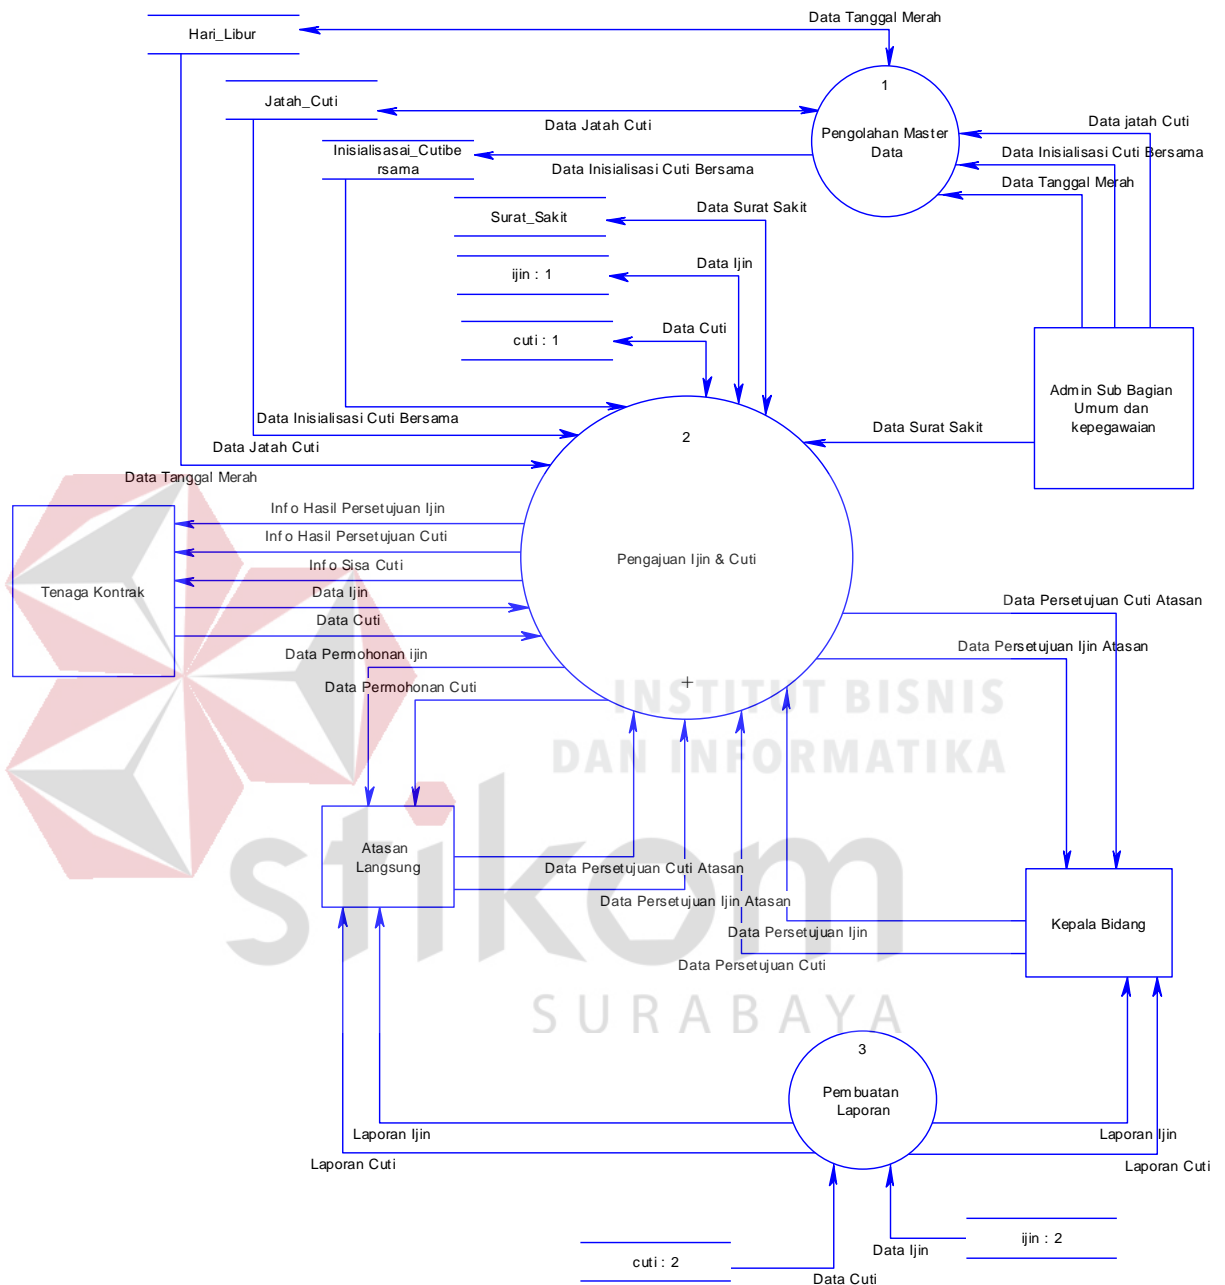 Data Tanggal Merah
Hari_Libur
1
Pengolahan Master
Data
Jatah_Cuti
Data Jatah Cuti
Data jatah Cuti
Inisialisasai_Cutibe
rsama
Data Inisialisasi Cuti Bersama
Data Inisialisasi Cuti Bersama
Data Tanggal Merah
Surat_Sakit
Data Surat Sakit
ijin : 1
Data Ijin
cuti : 1
Data Cuti
Admin Sub Bagian
Umum dan
kepegawaian
Data Inisialisasi Cuti Bersama
Data Jatah Cuti
Data Tanggal Merah
2
Data Surat Sakit
Pengajuan Ijin & Cuti
+
Info Hasil Persetujuan Ijin
Info Hasil Persetujuan Cuti
Info Sisa Cuti
Tenaga Kontrak
Data Ijin
Data Cuti
Data Permohonan ijin
Data Permohonan Cuti
Data Persetujuan Cuti Atasan
Data Persetujuan Ijin Atasan
INSTITUT BISNIS
DAN INFORMATIKA
stikom
SURABAYA
Atasan
Langsung
Data Persetujuan Cuti Atasan
Data Persetujuan Ijin Atasan
Data Persetujuan Ijin
Data Persetujuan Cuti
Kepala Bidang
3
Pembuatan
Laporan
Laporan Ijin
Laporan Cuti
Laporan Ijin
Laporan Cuti
cuti : 2
Data Cuti
Data Ijin
ijin : 2